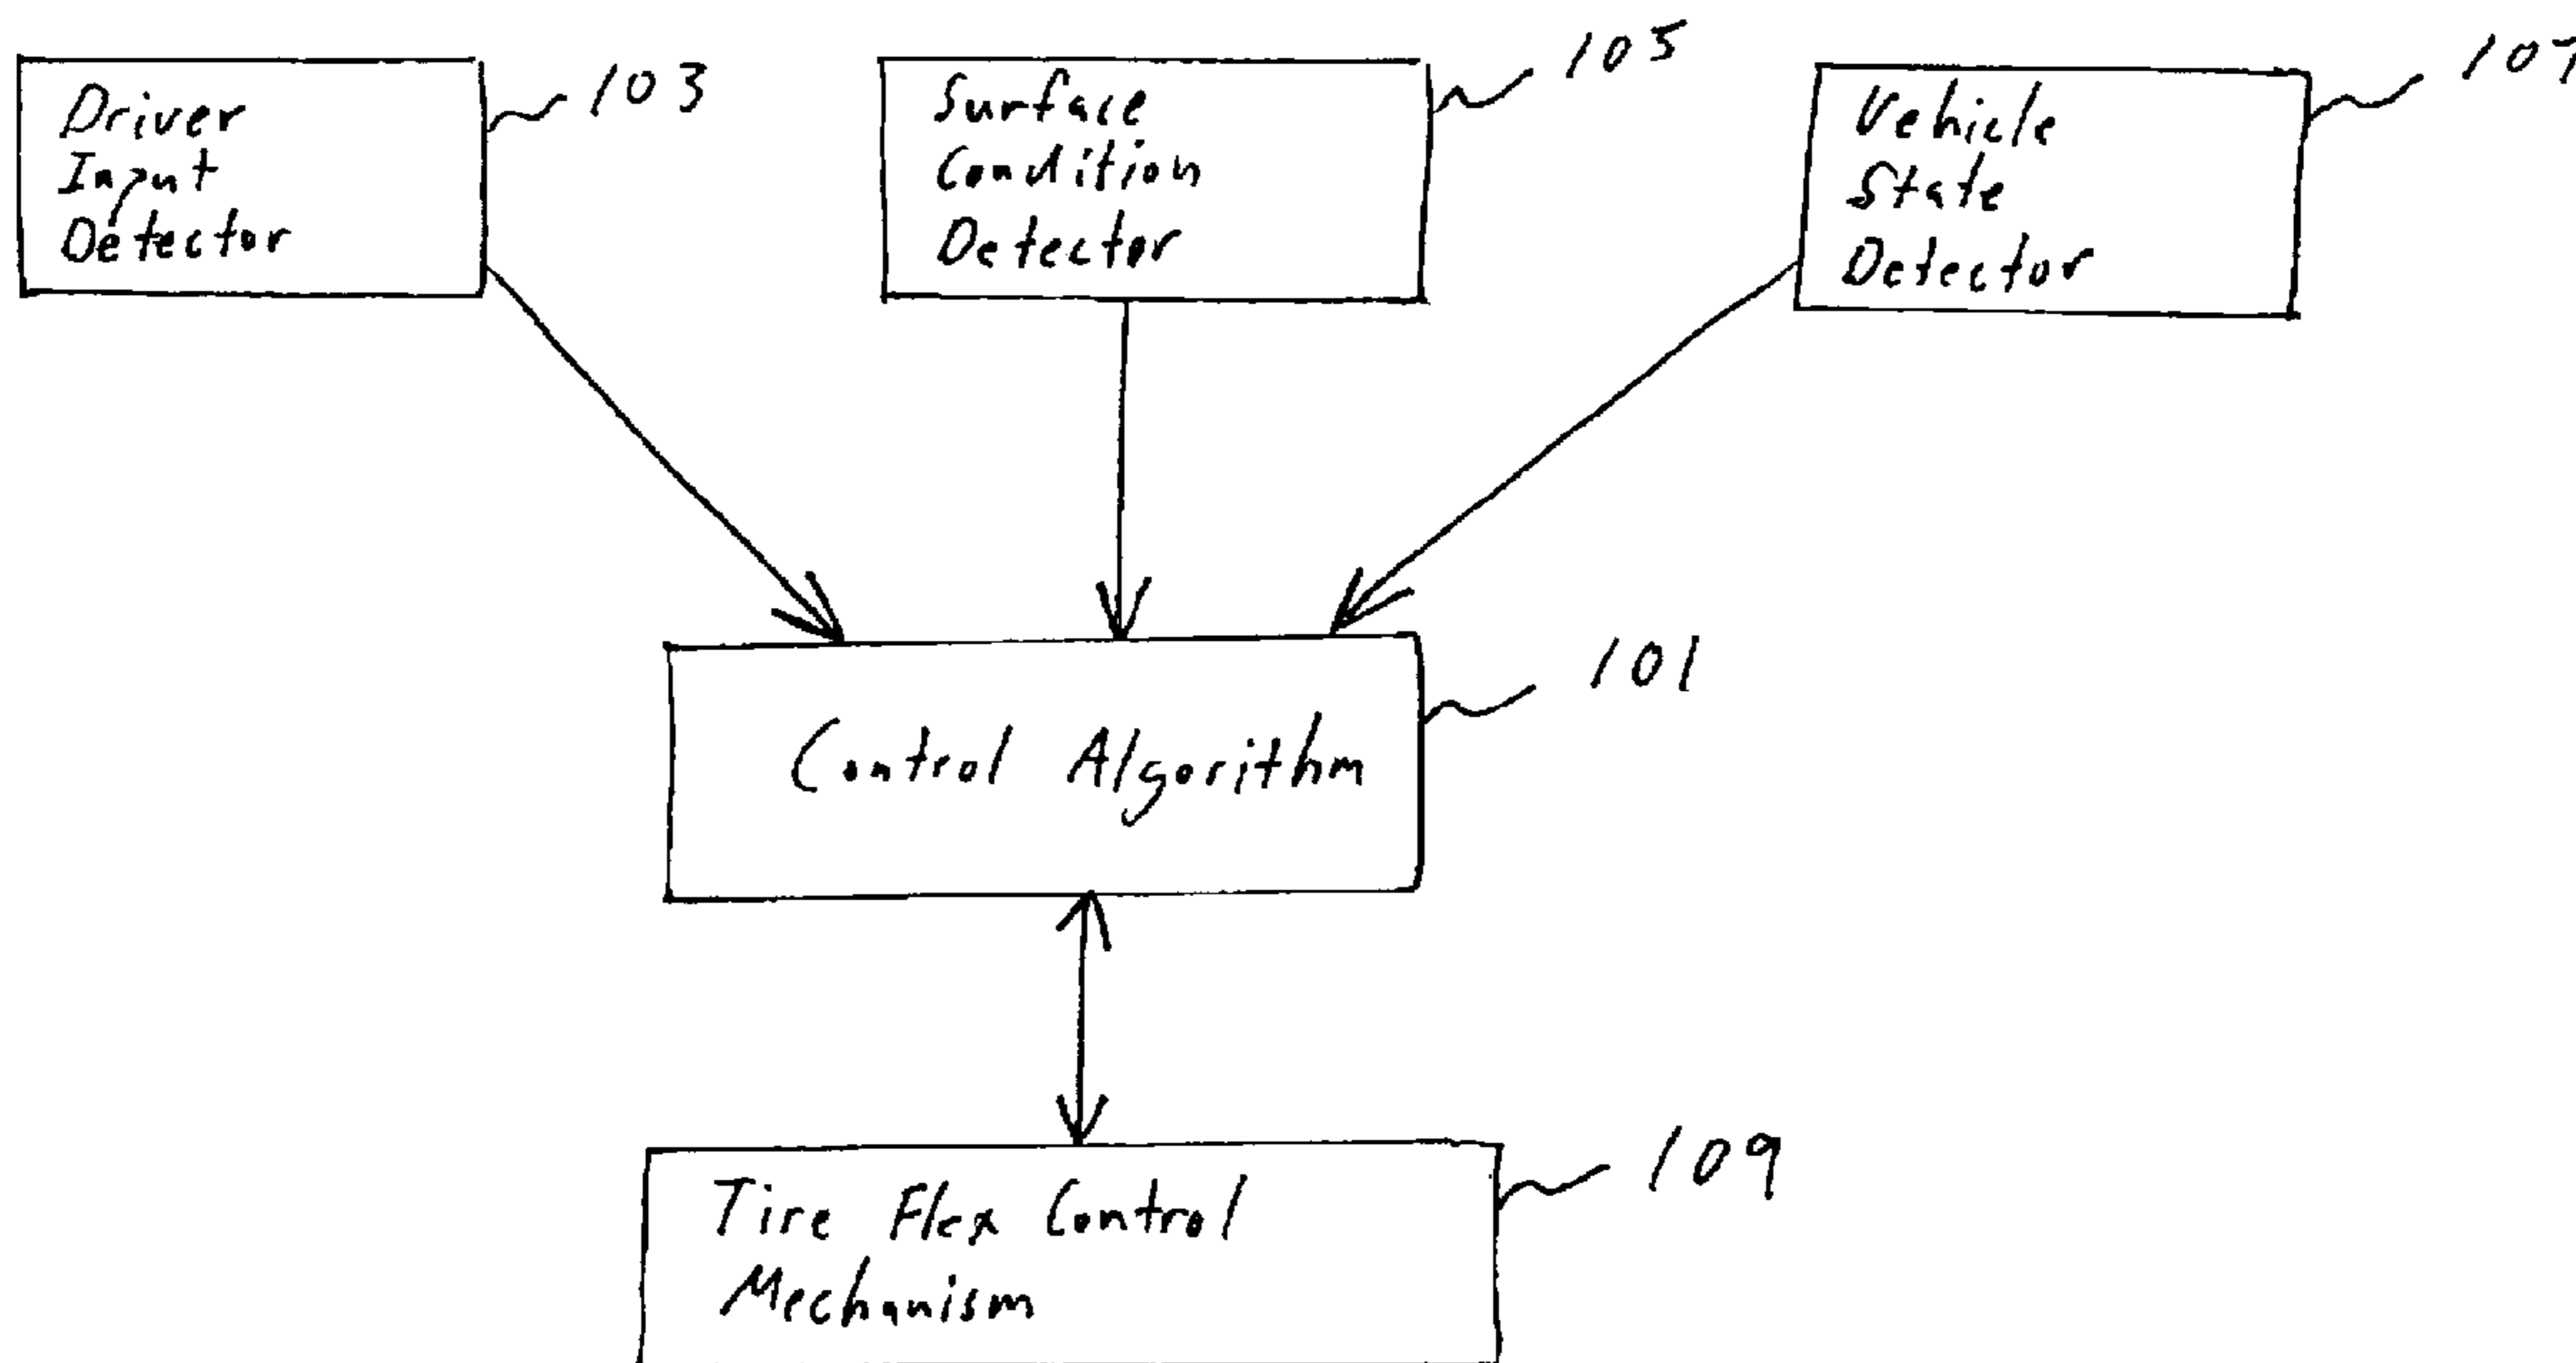 Driver
Input
Detector
103
Surface
Condition
Detector
105
Vehicle
State
Detector
107
Control Algorithm
101
Tire Flex Control
Mechanism
109